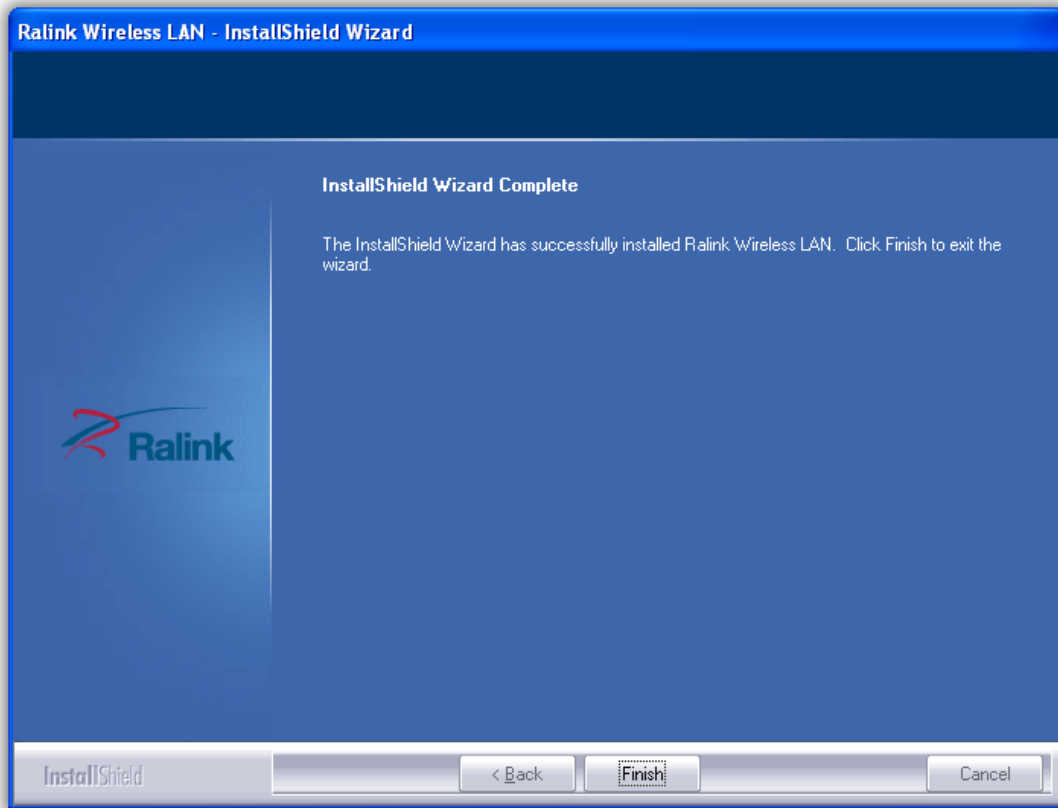 Ralink Wireless LAN - InstallShield Wizard
InstallShield Wizard Complete
The InstallShield Wizard has successfully installed Ralink Wireless LAN.  Click Finish to exit the
wizard.
Ralink
InstallShield
< Back
Finish
Cancel